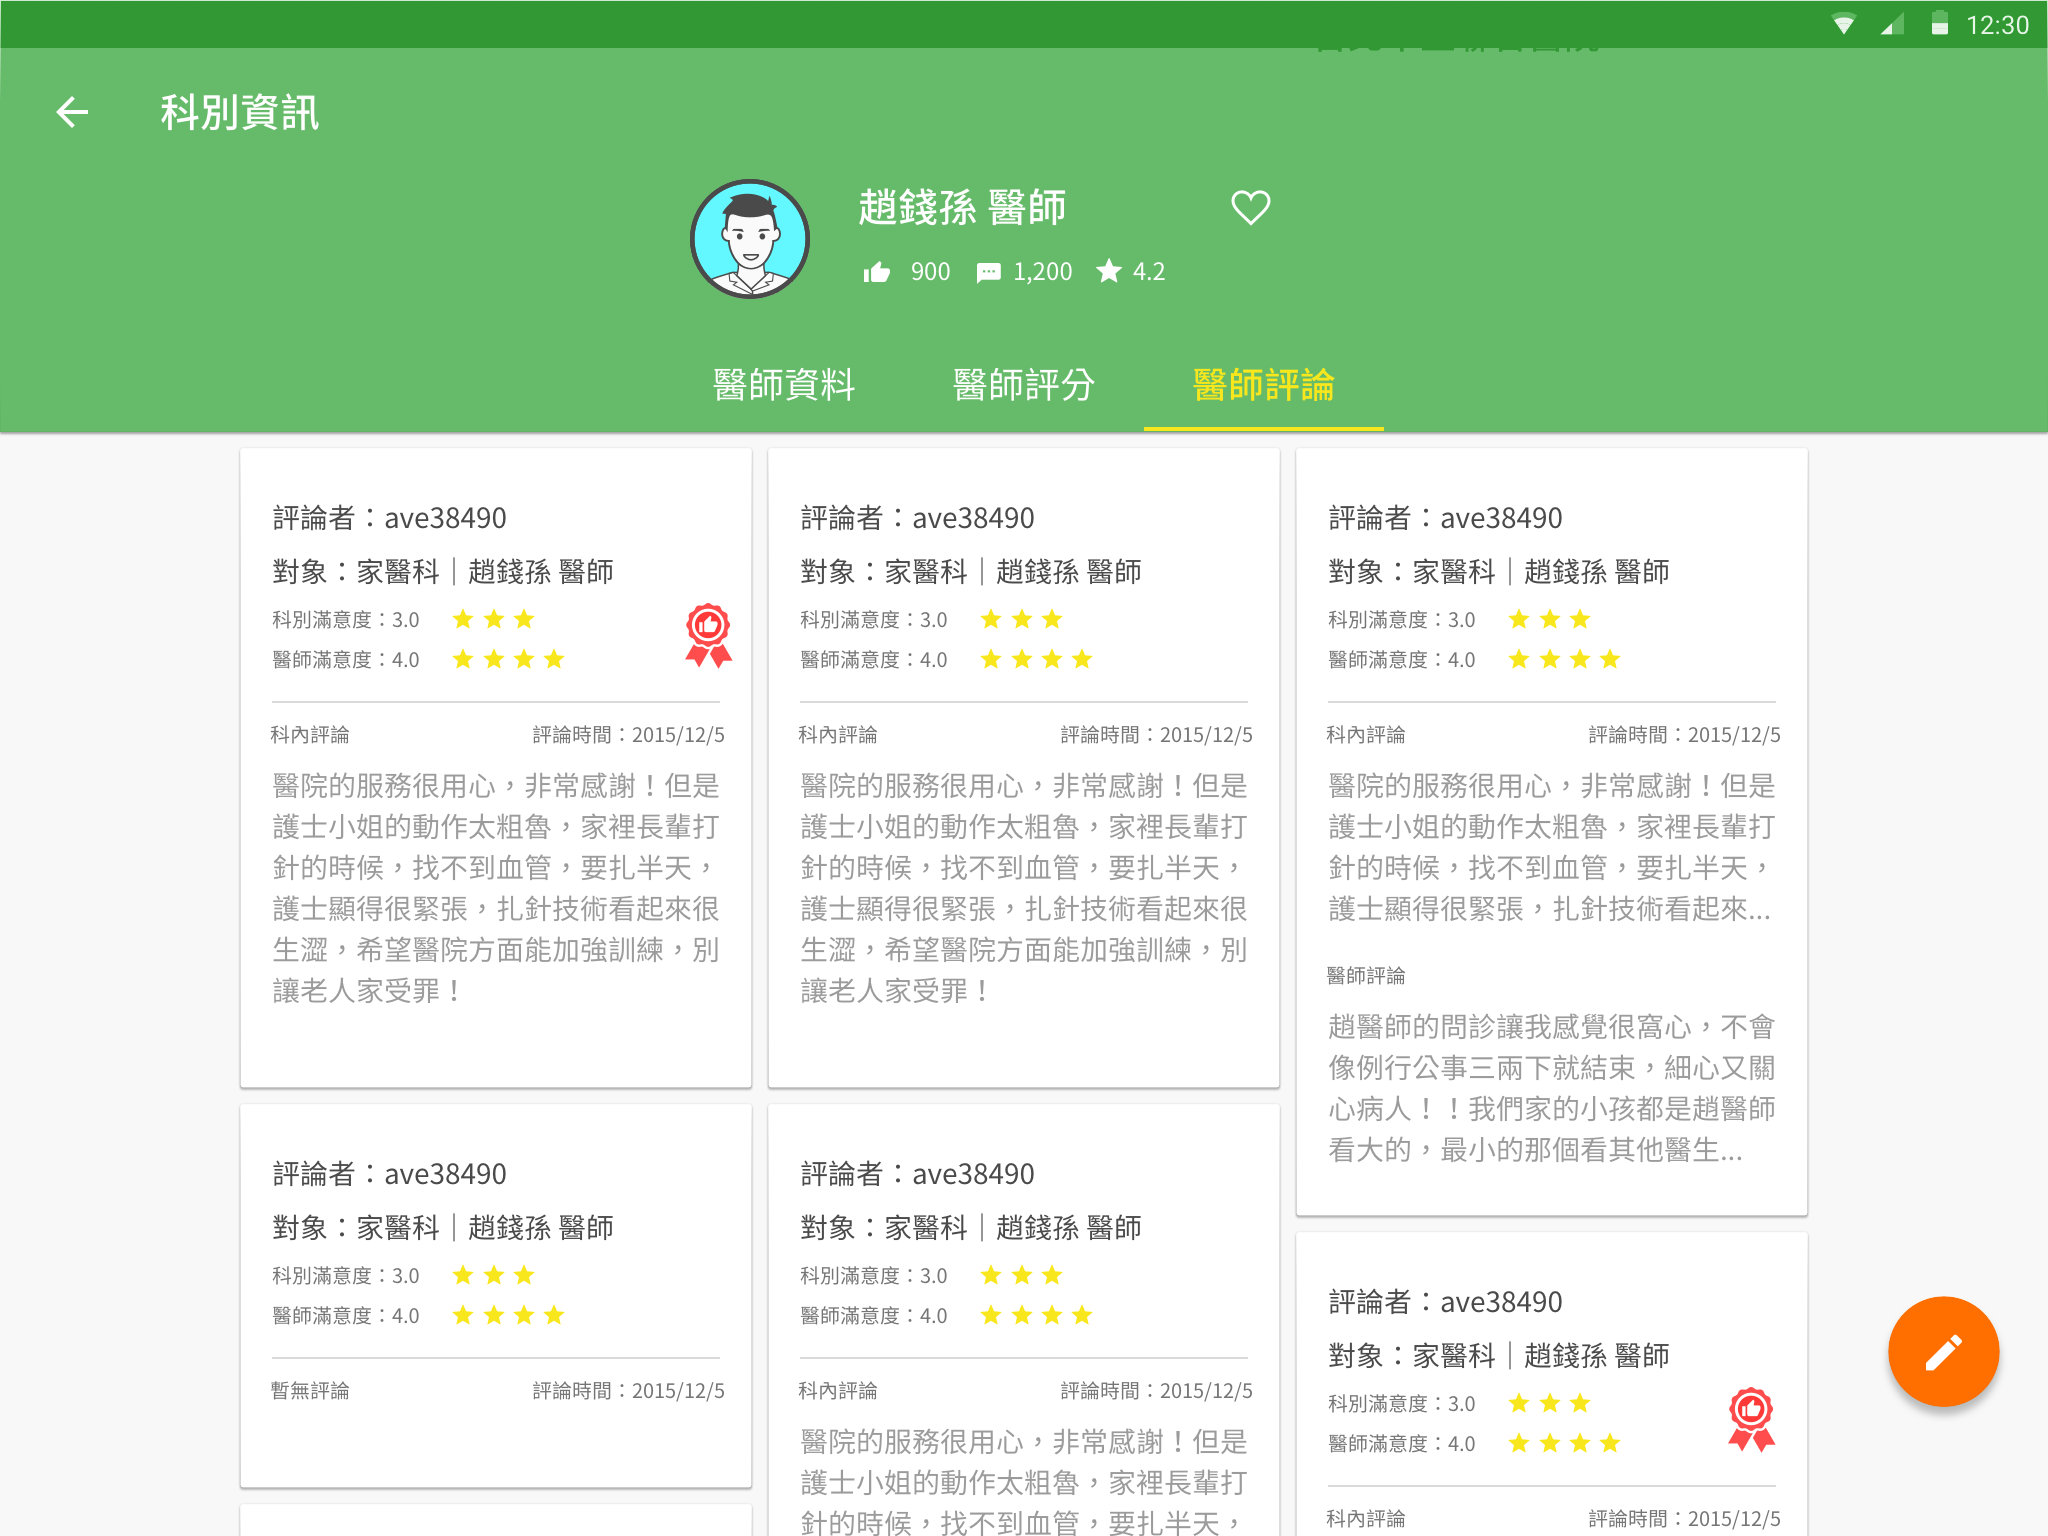 12:30
科別資訊
趙錢孫 醫師
900 1,200 4.2
醫師資料 醫師評分 醫師評論
評論者：ave38490
對象：家醫科｜趙錢孫 醫師
科別滿意度：3.0
醫師滿意度：4.0
科內評論 評論時間：2015/12/5
醫院的服務很用心，非常感謝！但是
護士小姐的動作太粗魯，家裡長輩打
針的時候，找不到血管，要扎半天，
護士顯得很緊張，扎針技術看起來很
生澀，希望醫院方面能加強訓練，別
讓老人家受罪！
評論者：ave38490
對象：家醫科｜趙錢孫 醫師
科別滿意度：3.0
醫師滿意度：4.0
科內評論 評論時間：2015/12/5
醫院的服務很用心，非常感謝！但是
護士小姐的動作太粗魯，家裡長輩打
針的時候，找不到血管，要扎半天，
護士顯得很緊張，扎針技術看起來很
生澀，希望醫院方面能加強訓練，別
讓老人家受罪！
評論者：ave38490
對象：家醫科｜趙錢孫 醫師
科別滿意度：3.0
醫師滿意度：4.0
科內評論 評論時間：2015/12/5
醫院的服務很用心，非常感謝！但是
護士小姐的動作太粗魯，家裡長輩打
針的時候，找不到血管，要扎半天，
護士顯得很緊張，扎針技術看起來...
醫師評論
趙醫師的問診讓我感覺很窩心，不會
像例行公事三兩下就結束，細心又關
心病人！！我們家的小孩都是趙醫師
看大的，最小的那個看其他醫生...
評論者：ave38490
對象：家醫科｜趙錢孫 醫師
科別滿意度：3.0
醫師滿意度：4.0
暫無評論 評論時間：2015/12/5
評論者：ave38490
對象：家醫科｜趙錢孫 醫師
科別滿意度：3.0
醫師滿意度：4.0
科內評論 評論時間：2015/12/5
醫院的服務很用心，非常感謝！但是
護士小姐的動作太粗魯，家裡長輩打
針的時候，找不到血管，要扎半天，
評論者：ave38490
對象：家醫科｜趙錢孫 醫師
科別滿意度：3.0
醫師滿意度：4.0
科內評論 評論時間：2015/12/5